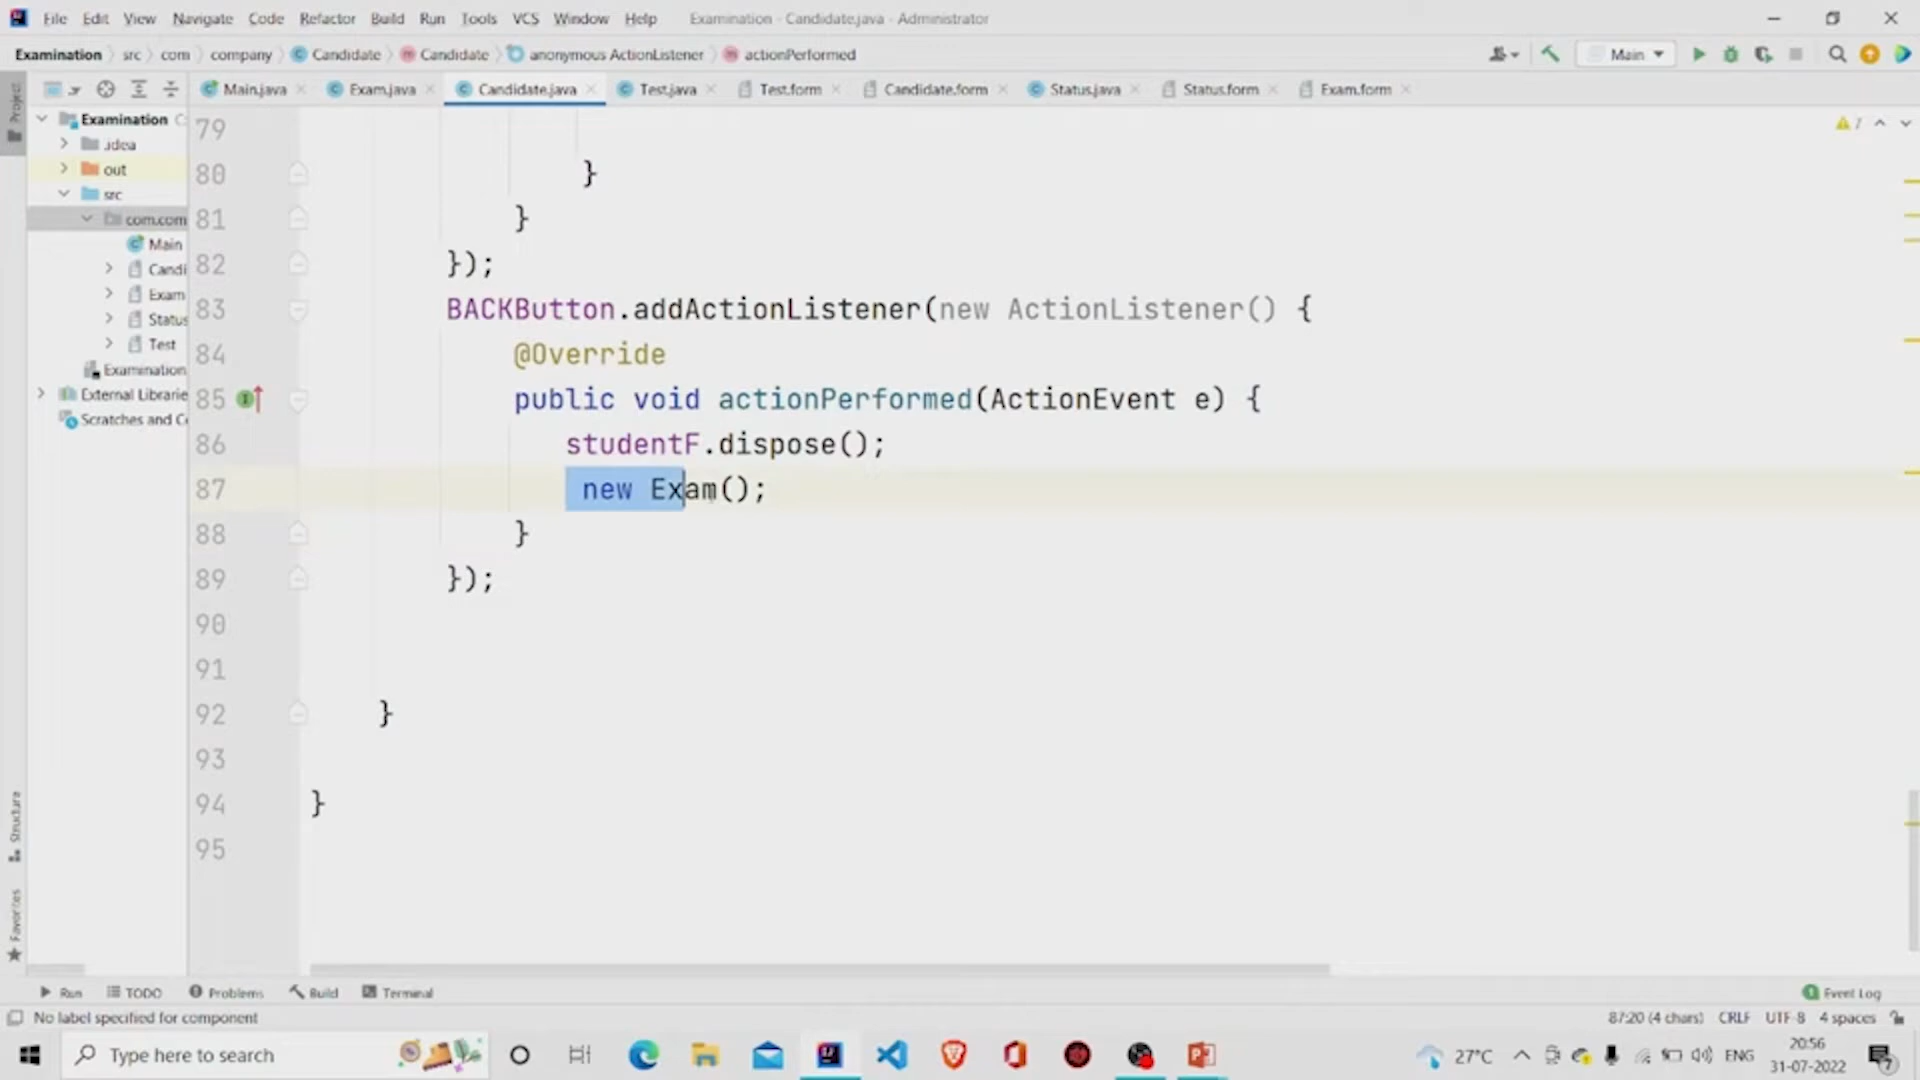 File Edit View Navigate Code Refactor Build Run Tools VCS Window Help Examination - Candidate.java - Administrator
Examination src com company Candidate Candidate anonymous ActionListener actionPerformed Main
Project
Main.java Exam.java Candidate.java Test.java Test.form Candidate.form Status.java Status.form Exam.form
Examination
.idea
out
src
com.com
Main
Candi
Exam
Status
Test
Examination
External Librarie
Scratches and Co
79
80 }
81 }
82 });
83 BACKButton.addActionListener(new ActionListener() {
84 @Override
85 public void actionPerformed(ActionEvent e) {
86 studentF.dispose();
87 new Exam();
88 }
89 });
90
91
92 }
93
94 }
95
Structure
Favorites
Run TODO Problems Build Terminal Event Log
No label specified for component 87:20 (4 chars) CRLF UTF-8 4 spaces
Type here to search 27°C ENG 20:56
31-07-2022